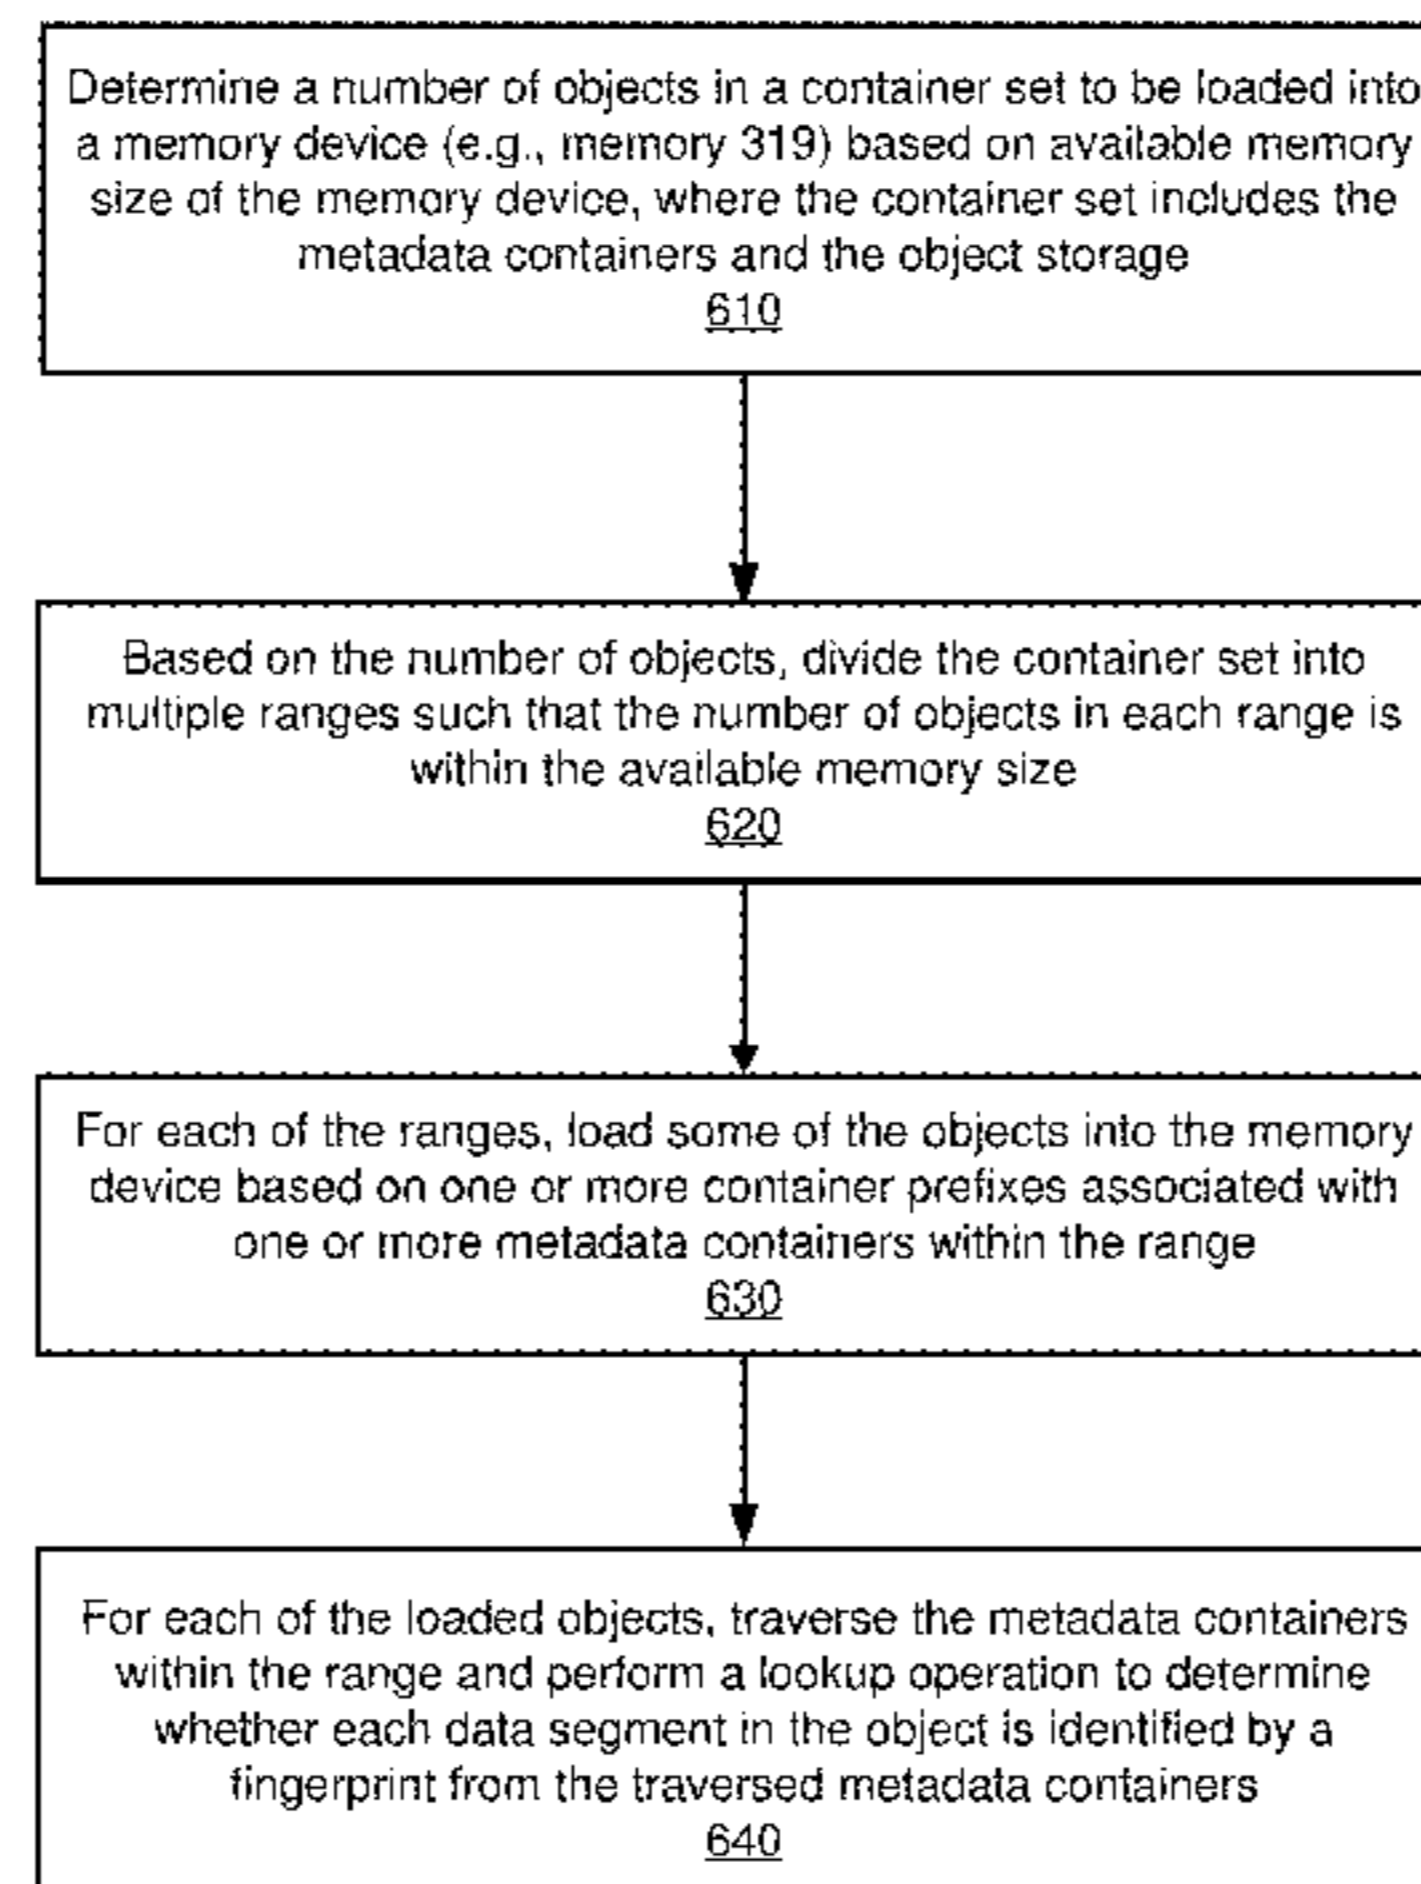 Determine a number of objects in a container set to be loaded into
a memory device (e.g., memory 319) based on available memory
size of the memory device, where the container set includes the
metadata containers and the object storage
610
Based on the number of objects, divide the container set into
multiple ranges such that the number of objects in each range is
within the available memory size
620
For each of the ranges, load some of the objects into the memory
device based on one or more container prefixes associated with
one or more metadata containers within the range
630
For each of the loaded objects, traverse the metadata containers
within the range and perform a lookup operation to determine
whether each data segment in the object is identified by a
fingerprint from the traversed metadata containers
640